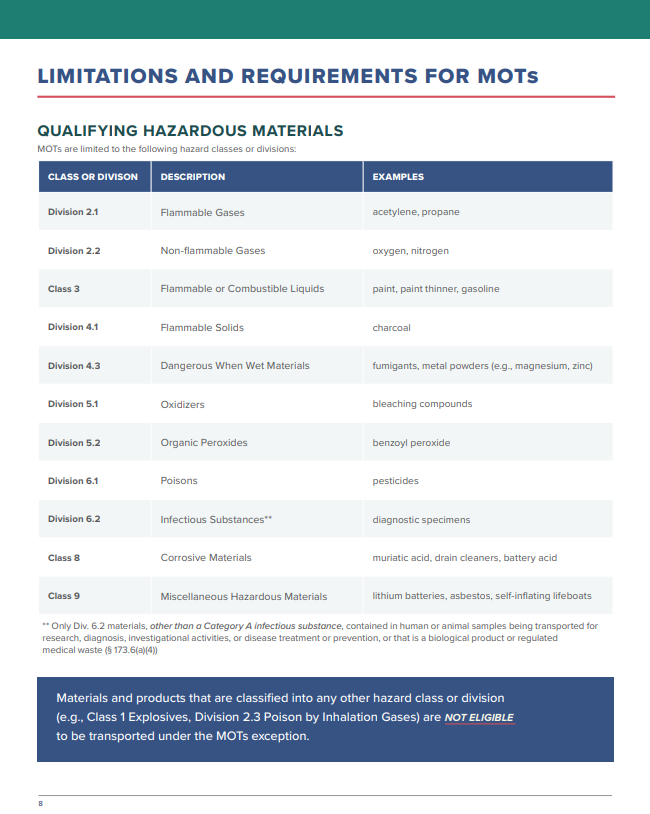 LIMITATIONS AND REQUIREMENTS FOR MOTs
QUALIFYING HAZARDOUS MATERIALS
MOTs are limited to the following hazard classes or divisions:
CLASS OR DIVISON DESCRIPTION EXAMPLES
Division 2.1 Flammable Gases acetylene, propane
Division 2.2 Non-flammable Gases oxygen, nitrogen
Class 3 Flammable or Combustible Liquids paint, paint thinner, gasoline
Division 4.1 Flammable Solids charcoal
Division 4.3 Dangerous When Wet Materials fumigants, metal powders (e.g., magnesium, zinc)
Division 5.1 Oxidizers bleaching compounds
Division 5.2 Organic Peroxides benzoyl peroxide
Division 6.1 Poisons pesticides
Division 6.2 Infectious Substances** diagnostic specimens
Class 8 Corrosive Materials muriatic acid, drain cleaners, battery acid
Class 9 Miscellaneous Hazardous Materials lithium batteries, asbestos, self-inflating lifeboats
** Only Div. 6.2 materials, other than a Category A infectious substance, contained in human or animal samples being transported for
research, diagnosis, investigational activities, or disease treatment or prevention, or that is a biological product or regulated
medical waste (§ 173.6(a)(4))
Materials and products that are classified into any other hazard class or division
(e.g., Class 1 Explosives, Division 2.3 Poison by Inhalation Gases) are NOT ELIGIBLE
to be transported under the MOTs exception.
8